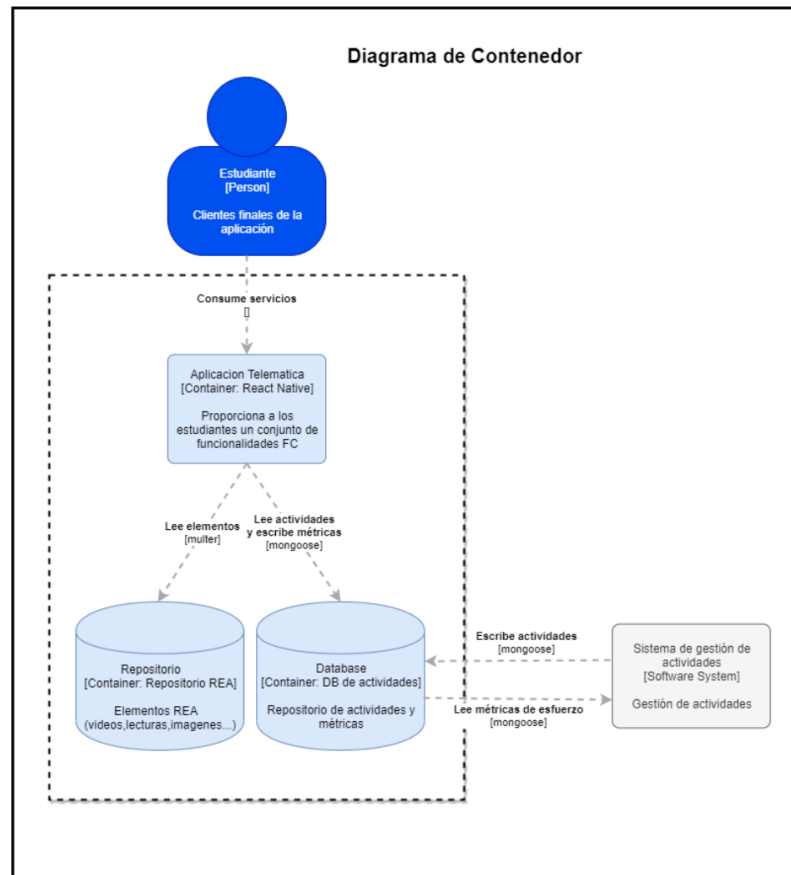 Diagrama de Contenedor
Estudiante
[Person]
Clientes finales de la
aplicación
Consume servicios
[]
Aplicacion Telematica
[Container: React Native]
Proporciona a los
estudiantes un conjunto de
funcionalidades FC
Lee elementos
[multer]
Lee actividades
y escribe métricas
[mongoose]
Repositorio
[Container: Repositorio REA]
Elementos REA
(videos,lecturas,imagenes...)
Database
[Container: DB de actividades]
Repositorio de actividades y
métricas
Escribe actividades
[mongoose]
Lee métricas de esfuerzo
[mongoose]
Sistema de gestión de
actividades
[Software System]
Gestión de actividades